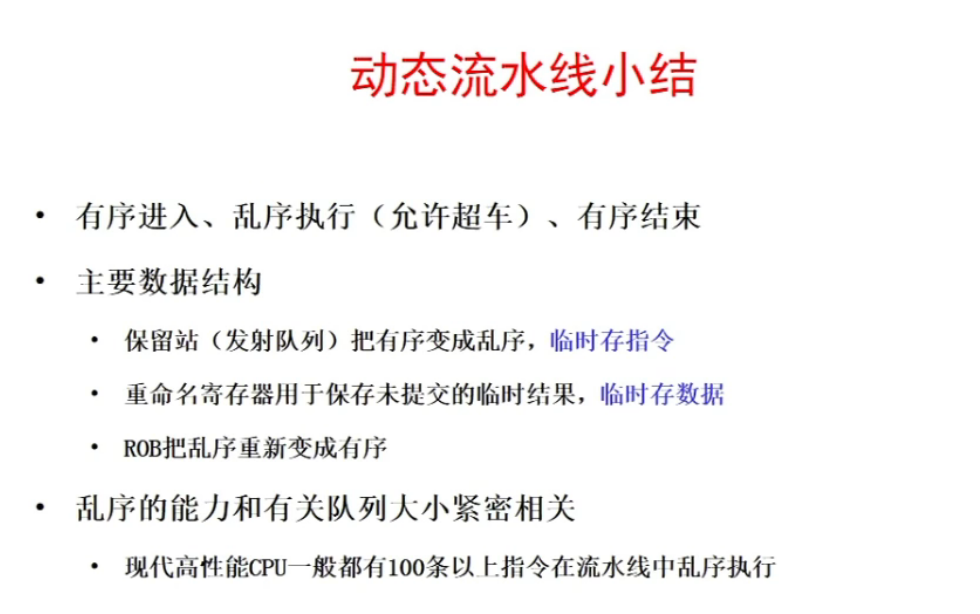 动态流水线小结
• 有序进入、乱序执行（允许超车）、有序结束
• 主要数据结构
• 保留站（发射队列）把有序变成乱序，临时存指令
• 重命名寄存器用于保存未提交的临时结果，临时存数据
• ROB把乱序重新变成有序
• 乱序的能力和有关队列大小紧密相关
• 现代高性能CPU一般都有100条以上指令在流水线中乱序执行